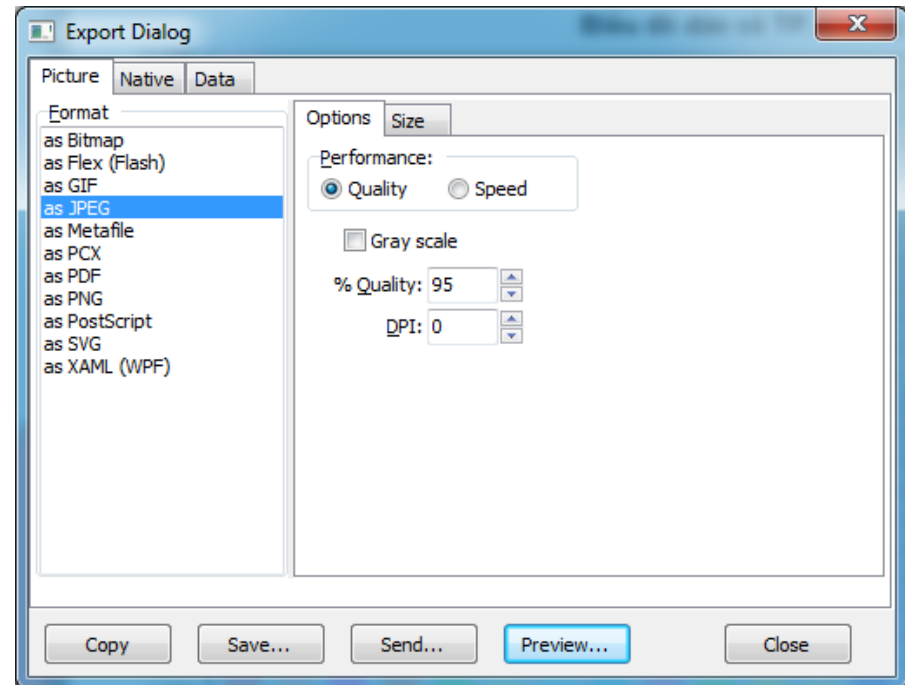 Export Dialog
Picture Native Data
Format
as Bitmap
as Flex (Flash)
as GIF
as JPEG
as Metafile
as PCX
as PDF
as PNG
as PostScript
as SVG
as XAML (WPF)
Options Size
Performance:
Quality Speed
Gray scale
% Quality: 95
DPI: 0
Copy Save... Send... Preview... Close